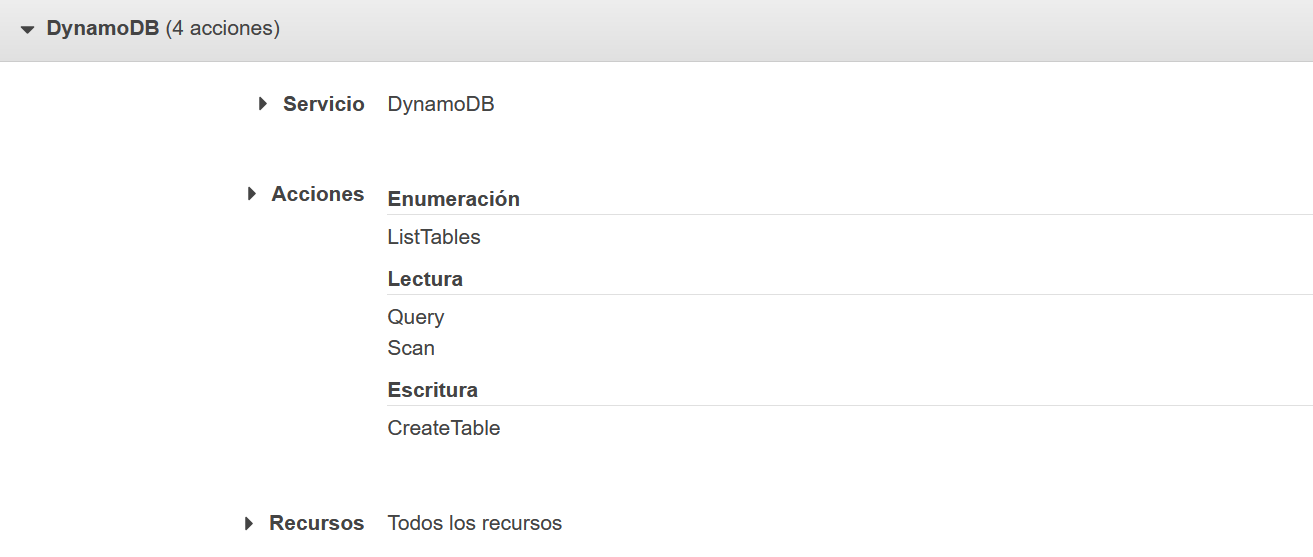 DynamoDB (4 acciones)
Servicio DynamoDB
Acciones Enumeración
ListTables
Lectura
Query
Scan
Escritura
CreateTable
Recursos Todos los recursos